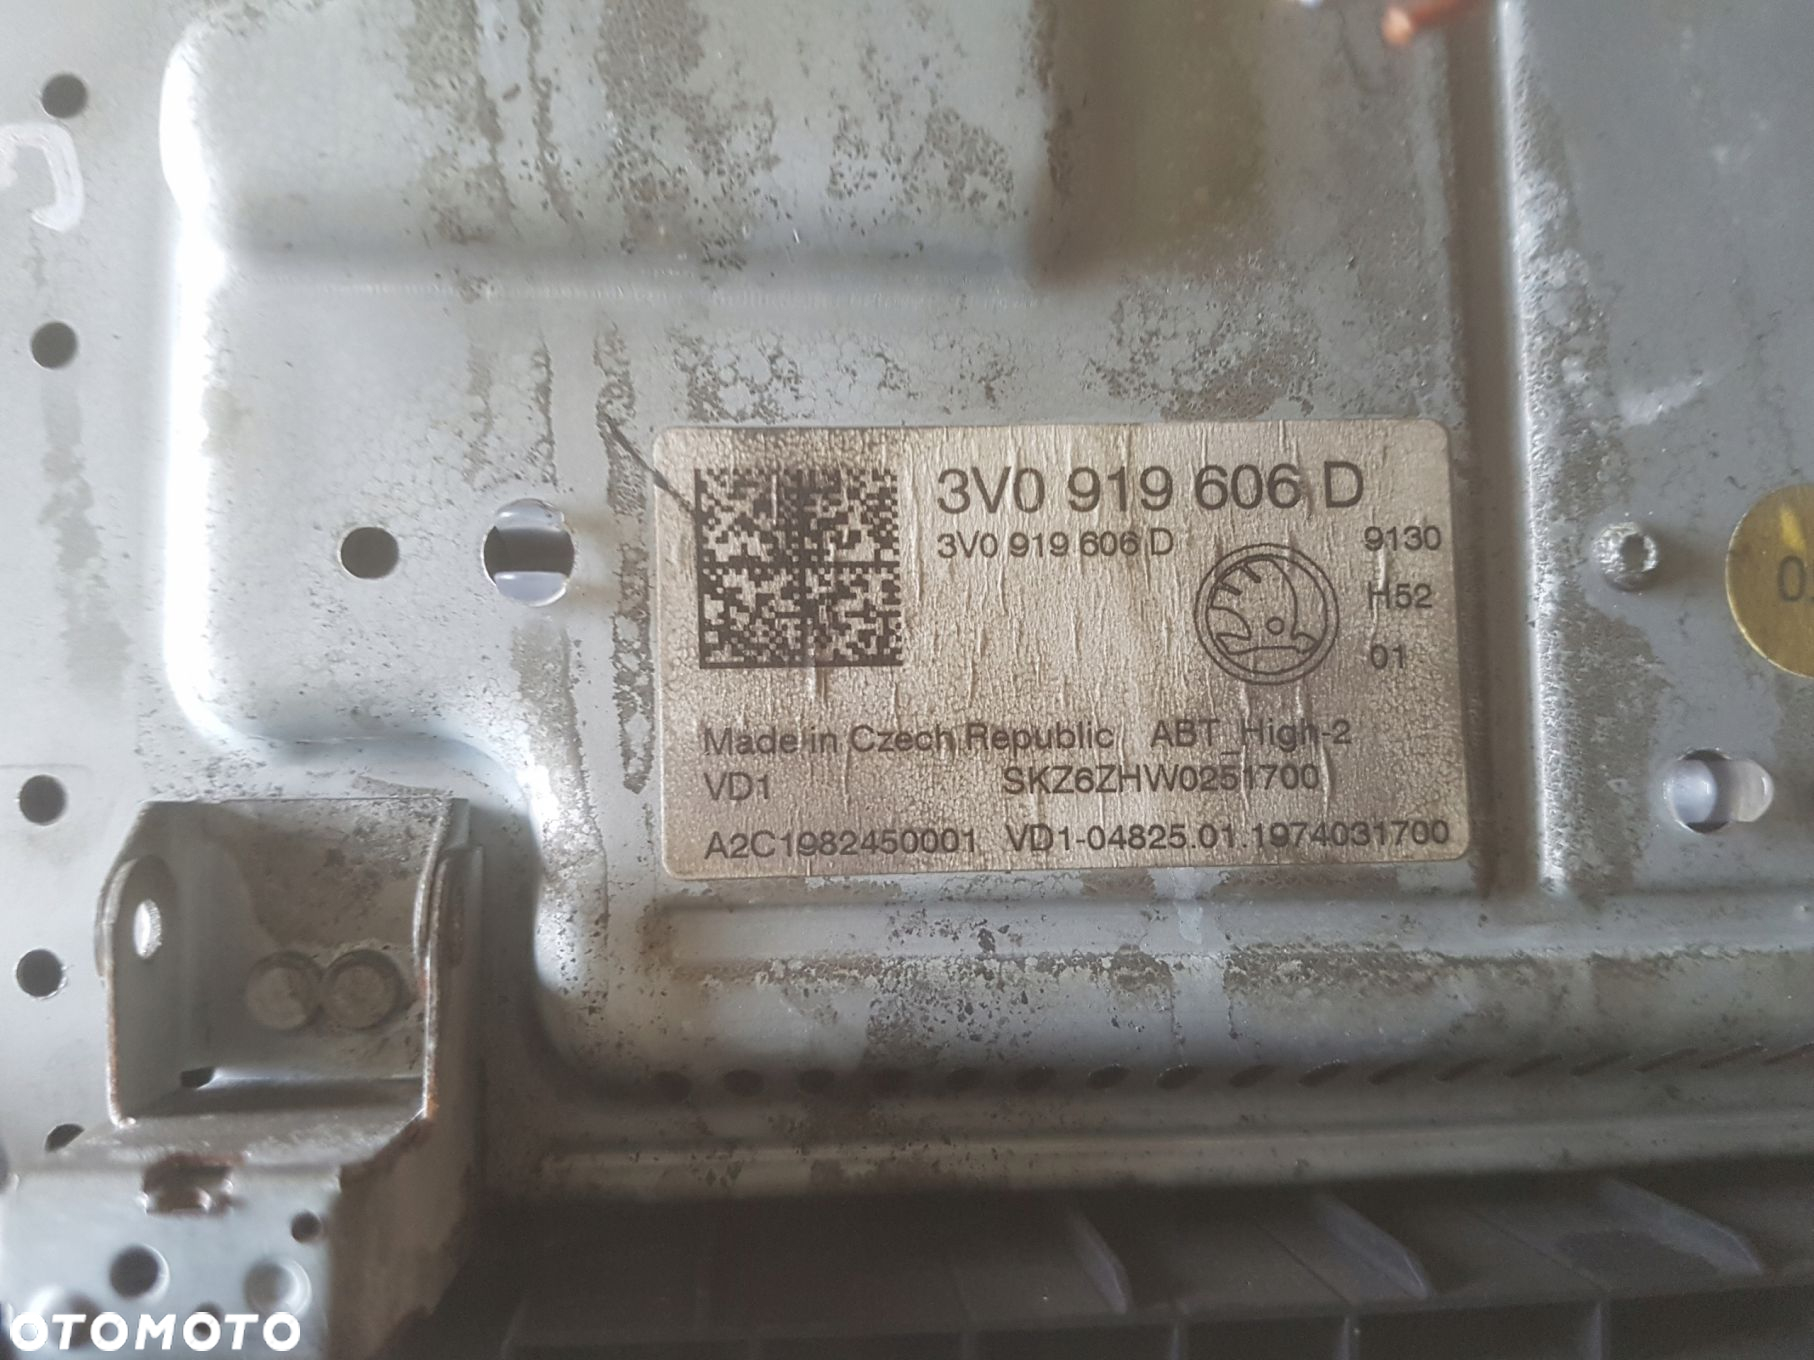 3V0 919 606 D
3V0 919 606 D
9130
H52
01
Made in Czech Republic ABT_High-2
VD1 SKZ6ZHW0251700
A2C1982450001 VD1-04825.01.1974031700
OTOMOTO